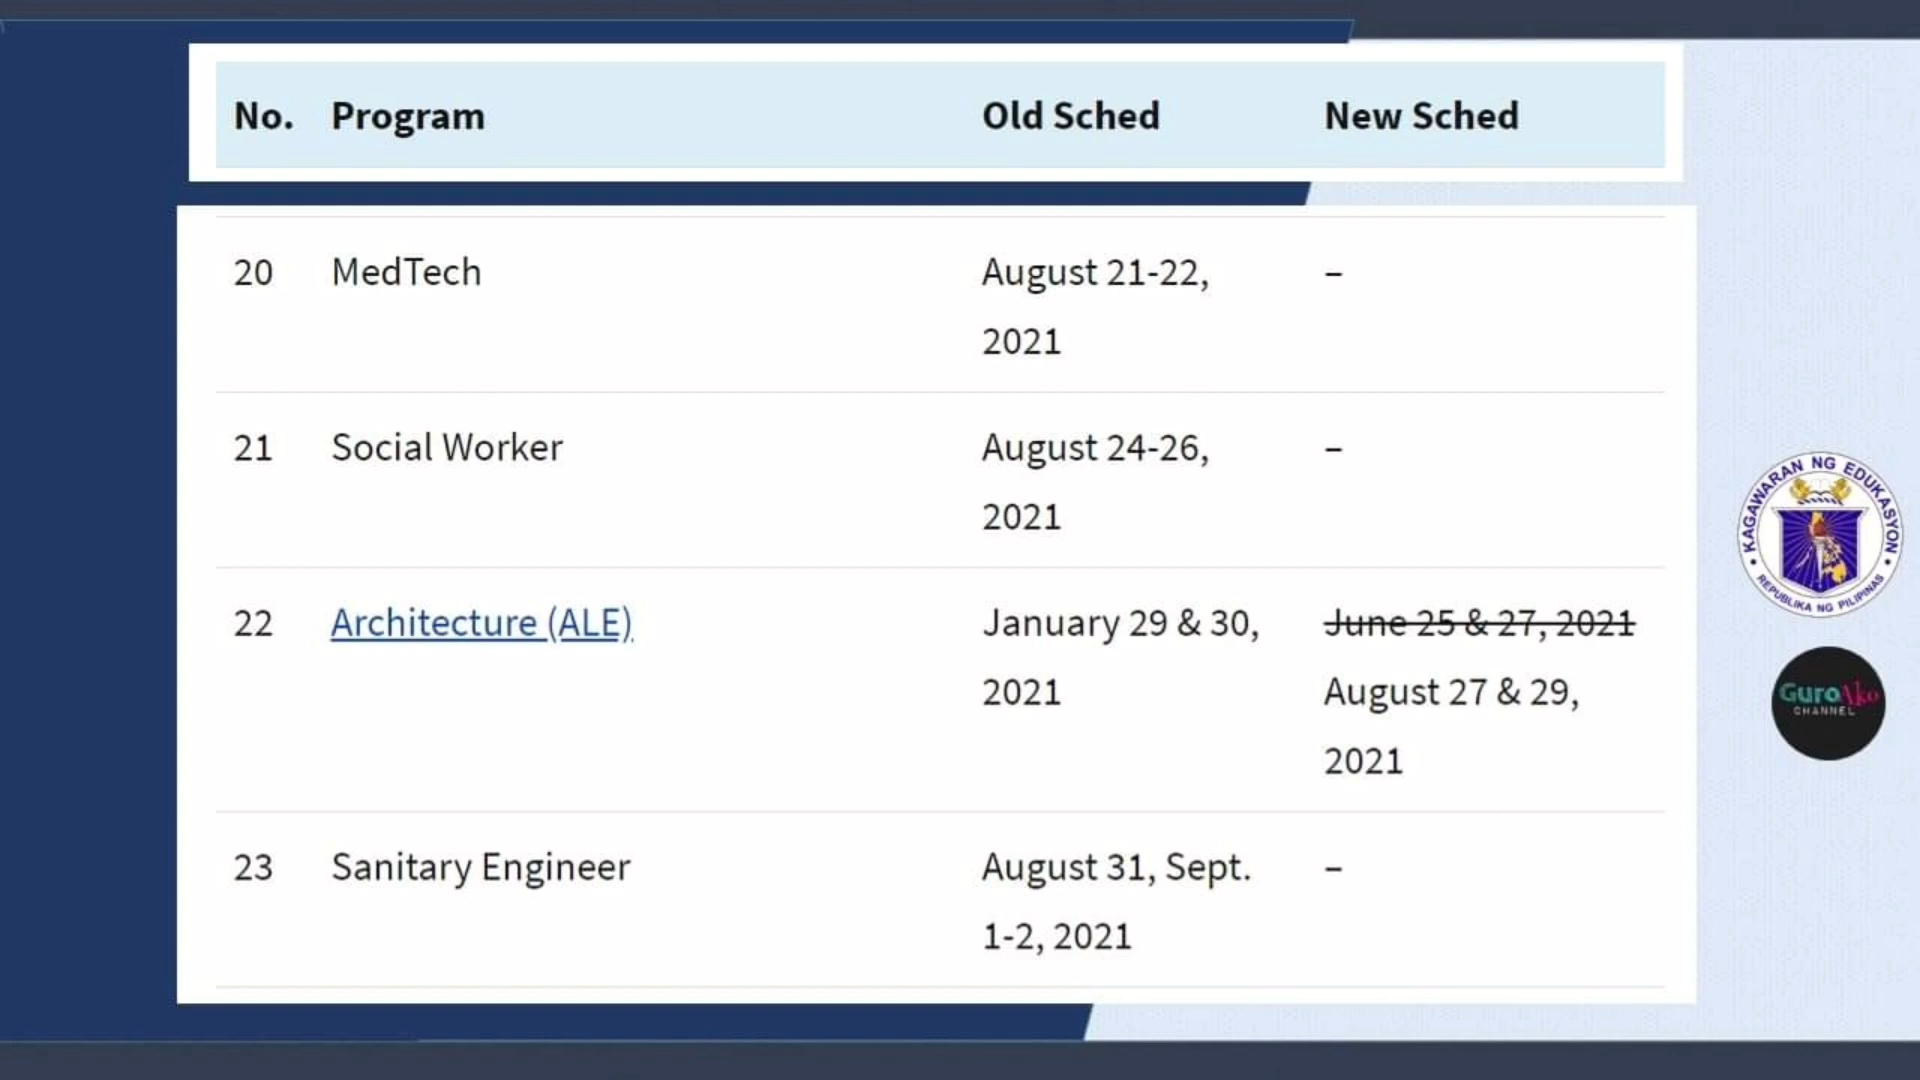 No. Program Old Sched New Sched
20 MedTech August 21-22, –
2021
21 Social Worker August 24-26, –
2021
22 Architecture (ALE) January 29 & 30, June 25 & 27, 2021
2021 August 27 & 29,
2021
23 Sanitary Engineer August 31, Sept. –
1-2, 2021
KAGAWARAN NG EDUKASYON
REPUBLIKA NG PILIPINAS
GuroAko
CHANNEL